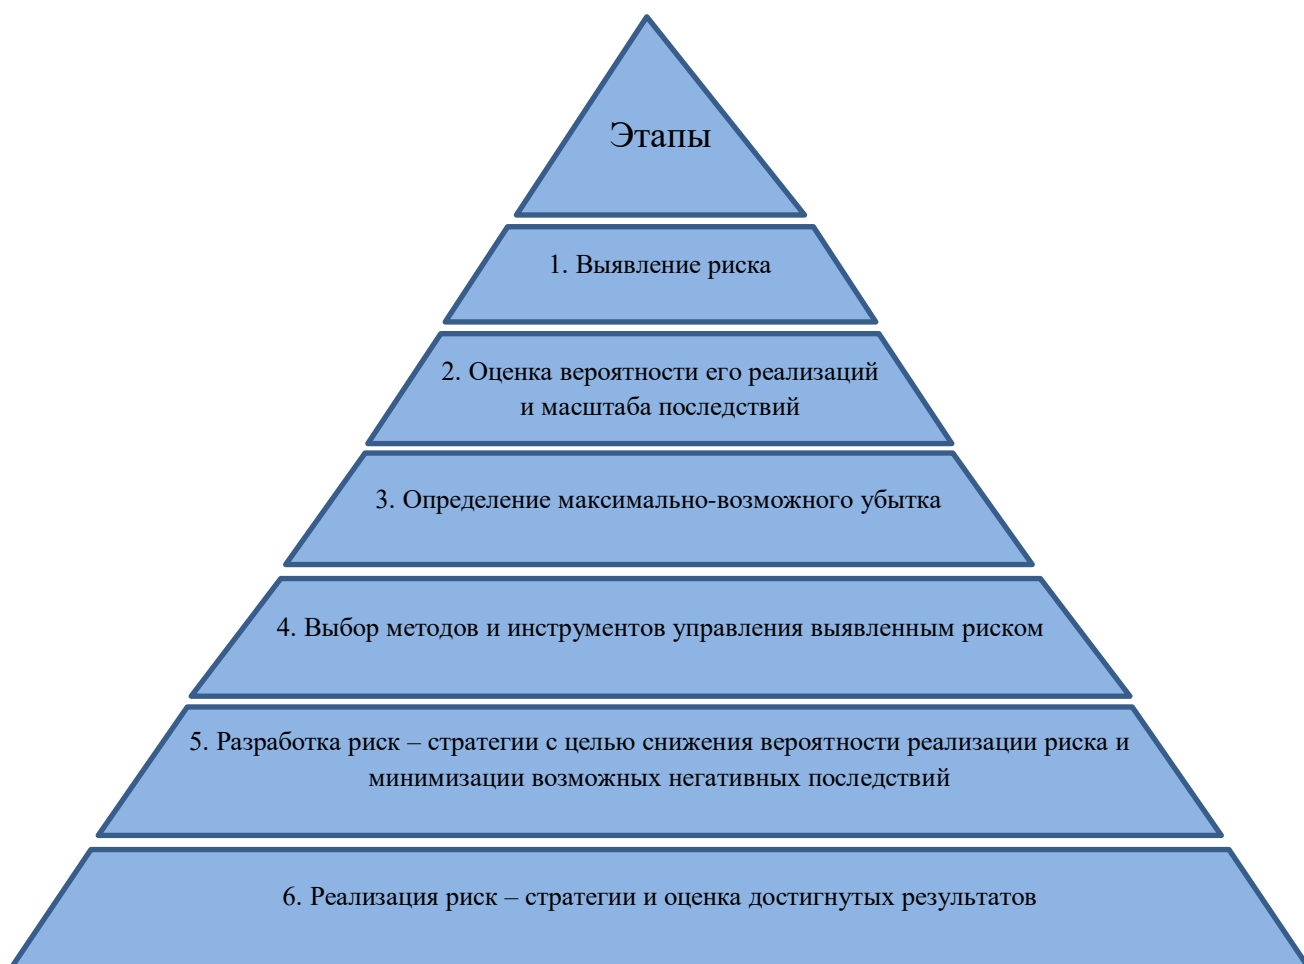 Этапы
1. Выявление риска
2. Оценка вероятности его реализаций
и масштаба последствий
3. Определение максимально-возможного убытка
4. Выбор методов и инструментов управления выявленным риском
5. Разработка риск – стратегии с целью снижения вероятности реализации риска и
минимизации возможных негативных последствий
6. Реализация риск – стратегии и оценка достигнутых результатов